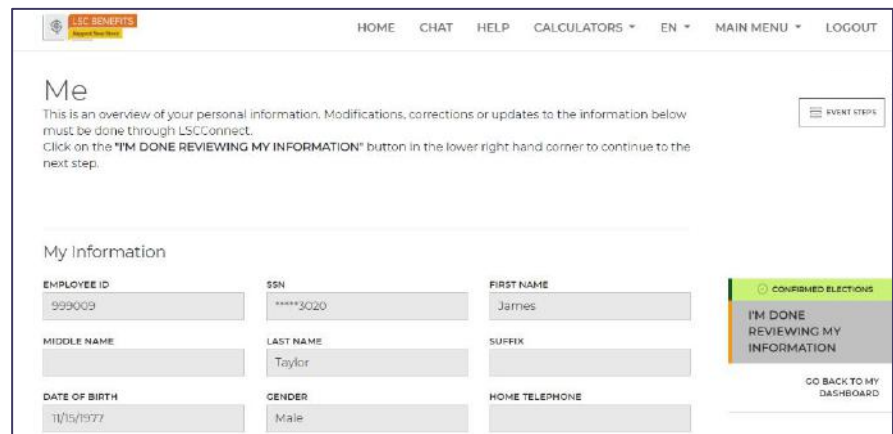 LSC BENEFITS
Support Your Best
HOME CHAT HELP CALCULATORS EN MAIN MENU LOGOUT
Me
This is an overview of your personal information. Modifications, corrections or updates to the information below
must be done through LSCConnect.
Click on the "I'M DONE REVIEWING MY INFORMATION" button in the lower right hand corner to continue to the
next step.
EVENT STEPS
My Information
EMPLOYEE ID SSN FIRST NAME
999009 *****3020 James
MIDDLE NAME LAST NAME SUFFIX
Taylor
DATE OF BIRTH GENDER HOME TELEPHONE
11/15/1977 Male
CONFIRMED ELECTIONS
I'M DONE
REVIEWING MY
INFORMATION
GO BACK TO MY
DASHBOARD